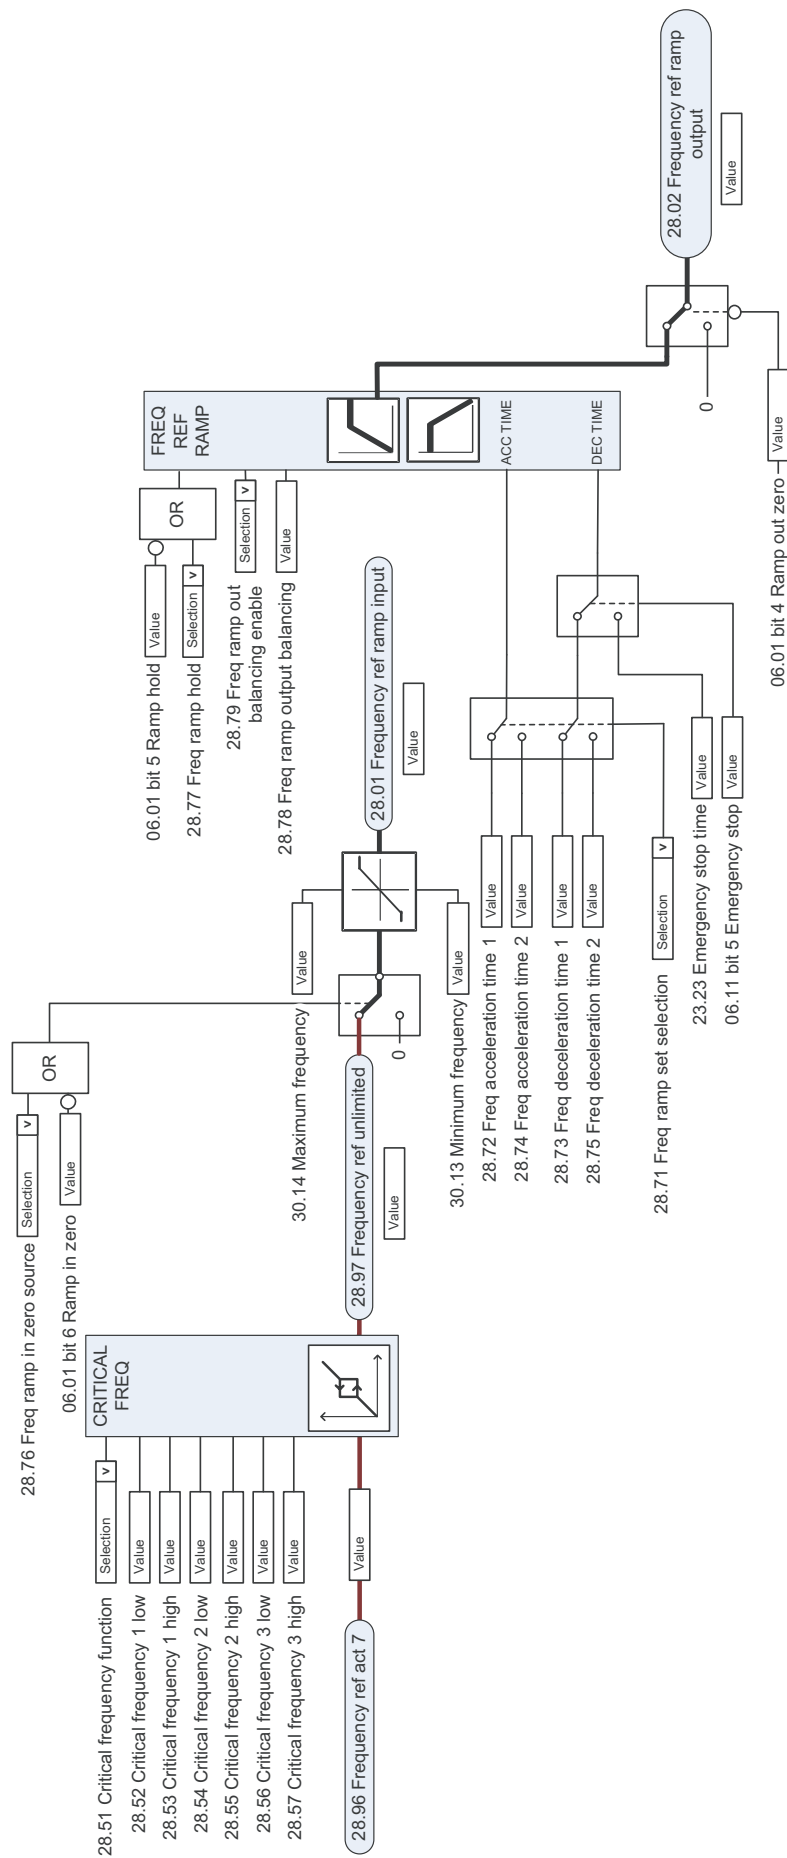 28.76 Freq ramp in zero source
Selection
v
06.01 bit 6 Ramp in zero
Value
OR
28.51 Critical frequency function
Selection
v
28.52 Critical frequency 1 low
Value
28.53 Critical frequency 1 high
Value
28.54 Critical frequency 2 low
Value
28.55 Critical frequency 2 high
Value
28.56 Critical frequency 3 low
Value
28.57 Critical frequency 3 high
Value
CRITICAL
FREQ
28.96 Frequency ref act 7
Value
28.97 Frequency ref unlimited
Value
0
30.14 Maximum frequency
Value
30.13 Minimum frequency
Value
28.01 Frequency ref ramp input
Value
06.01 bit 5 Ramp hold
Value
28.77 Freq ramp hold
Selection
v
OR
28.79 Freq ramp out
balancing enable
Selection
v
28.78 Freq ramp output balancing
Value
FREQ
REF
RAMP
ACC TIME
DEC TIME
28.72 Freq acceleration time 1
Value
28.74 Freq acceleration time 2
Value
28.73 Freq deceleration time 1
Value
28.75 Freq deceleration time 2
Value
28.71 Freq ramp set selection
Selection
v
23.23 Emergency stop time
Value
06.11 bit 5 Emergency stop
Value
0
06.01 bit 4 Ramp out zero
Value
28.02 Frequency ref ramp
output
Value